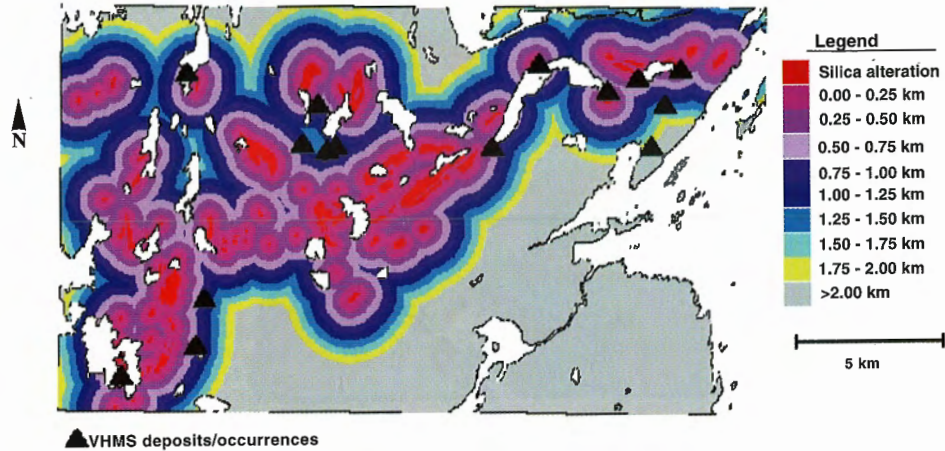 Legend
Silica alteration
0.00 - 0.25 km
0.25 - 0.50 km
0.50 - 0.75 km
0.75 - 1.00 km
1.00 - 1.25 km
1.25 - 1.50 km
1.50 - 1.75 km
1.75 - 2.00 km
>2.00 km
N
5 km
VHMS deposits/occurrences